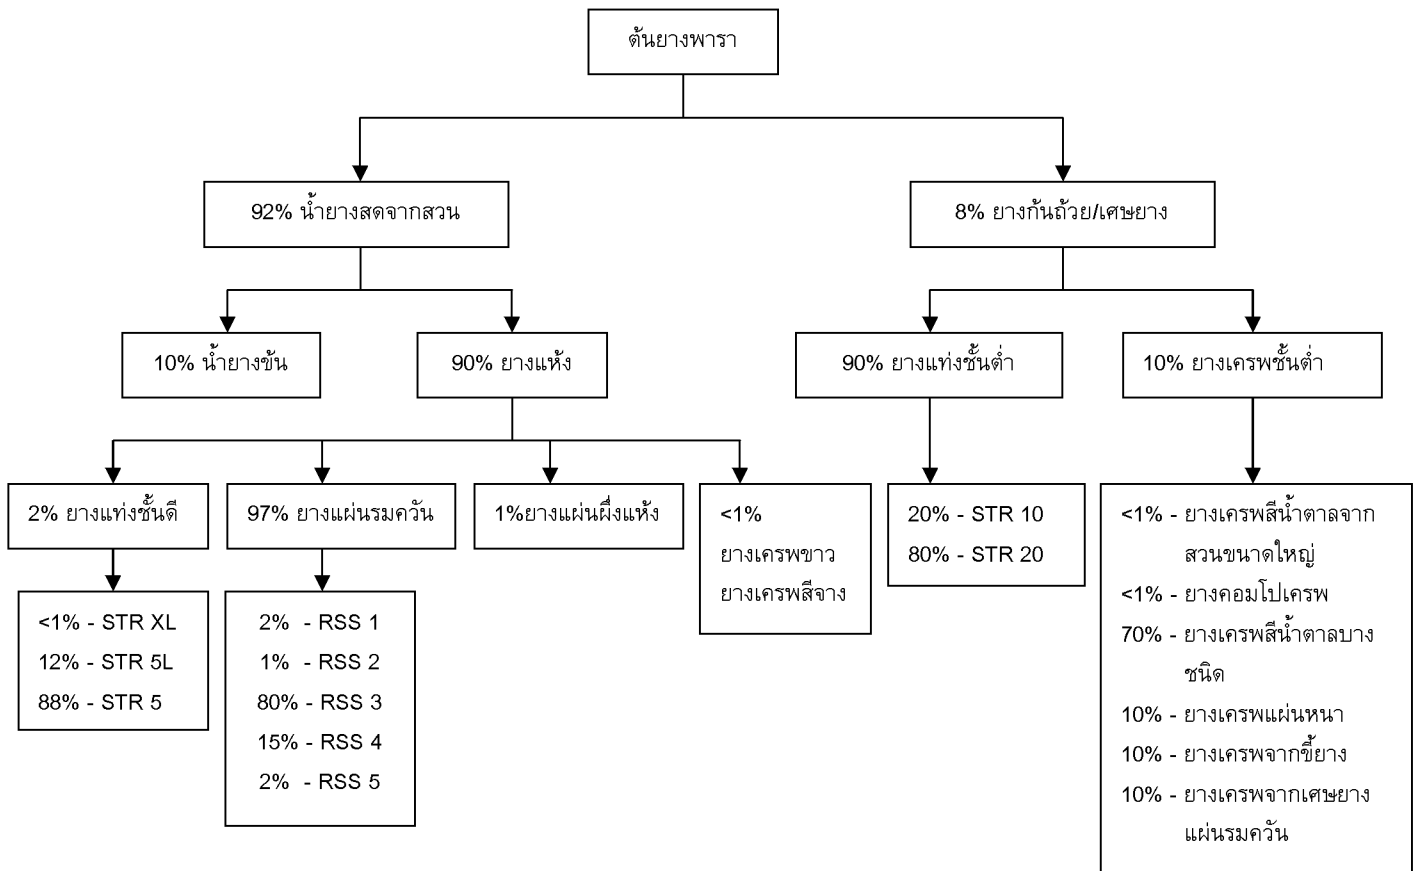 ต้นยางพารา
92% น้ำยางสดจากสวน
8% ยางก้นถ้วย/เศษยาง
10% น้ำยางข้น
90% ยางแห้ง
90% ยางแท่งชั้นต่ำ
10% ยางเครพชั้นต่ำ
2% ยางแท่งชั้นดี
97% ยางแผ่นรมควัน
1%ยางแผ่นผึ่งแห้ง
<1%
ยางเครพขาว
ยางเครพสีจาง
20% - STR 10
80% - STR 20
<1% - ยางเครพสีน้ำตาลจาก
สวนขนาดใหญ่
<1% - ยางคอมโปเครพ
70% - ยางเครพสีน้ำตาลบาง
ชนิด
10% - ยางเครพแผ่นหนา
10% - ยางเครพจากขี้ยาง
10% - ยางเครพจากเศษยาง
แผ่นรมควัน
<1% - STR XL
12% - STR 5L
88% - STR 5
2% - RSS 1
1% - RSS 2
80% - RSS 3
15% - RSS 4
2% - RSS 5